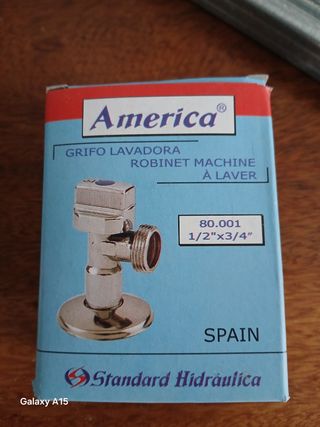 America®
GRIFO LAVADORA
ROBINET MACHINE
À LAVER
80.001
1/2"x3/4"
SPAIN
Standard Hidráulica
Galaxy A15